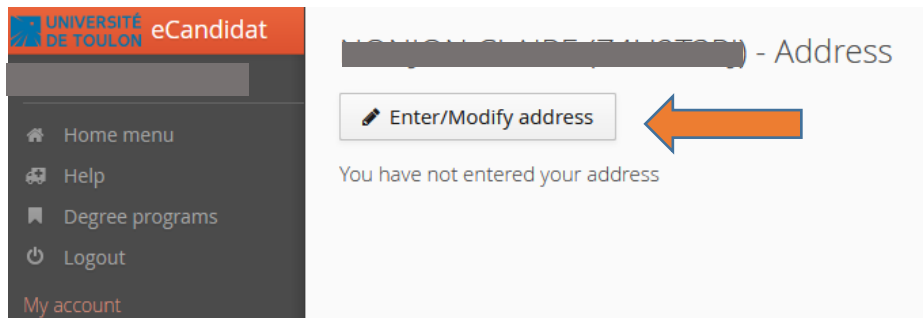 UNIVERSITÉ
DE TOULON
eCandidat
- Address
Enter/Modify address
You have not entered your address
Home menu
Help
Degree programs
Logout
My account